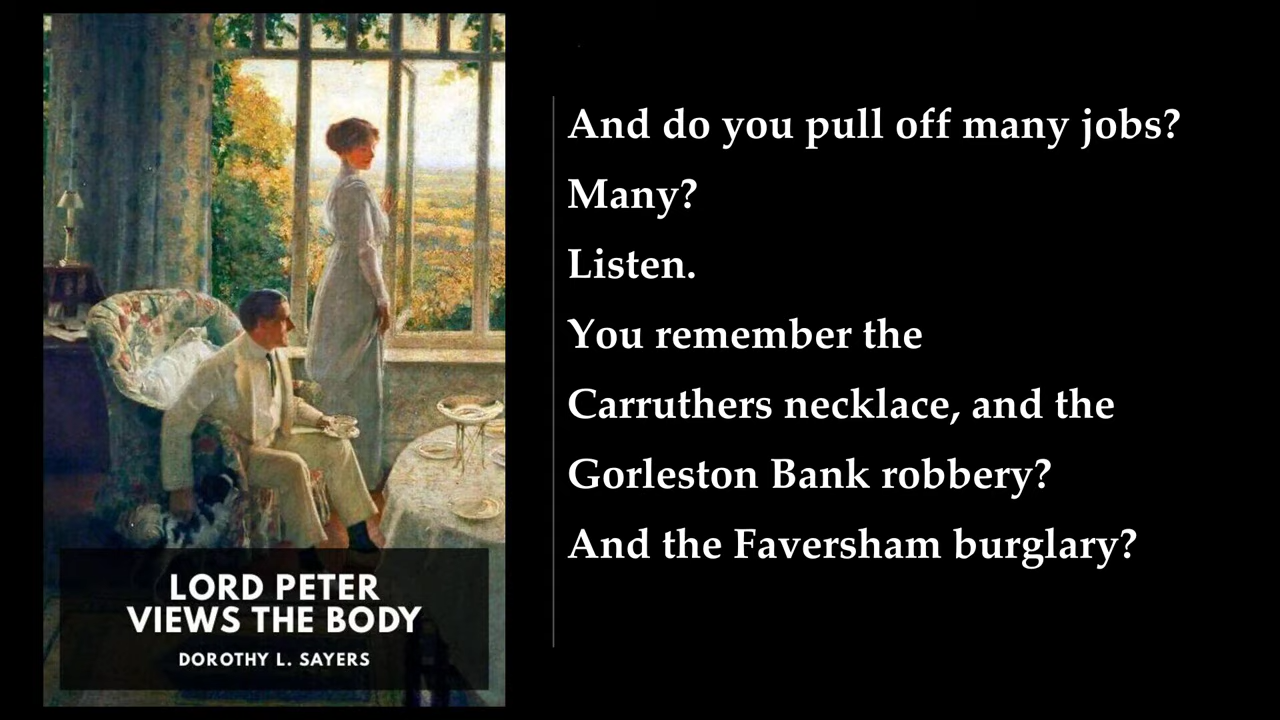 LORD PETER
VIEWS THE BODY
DOROTHY L. SAYERS
And do you pull off many jobs?
Many?
Listen.
You remember the
Carruthers necklace, and the
Gorleston Bank robbery?
And the Faversham burglary?